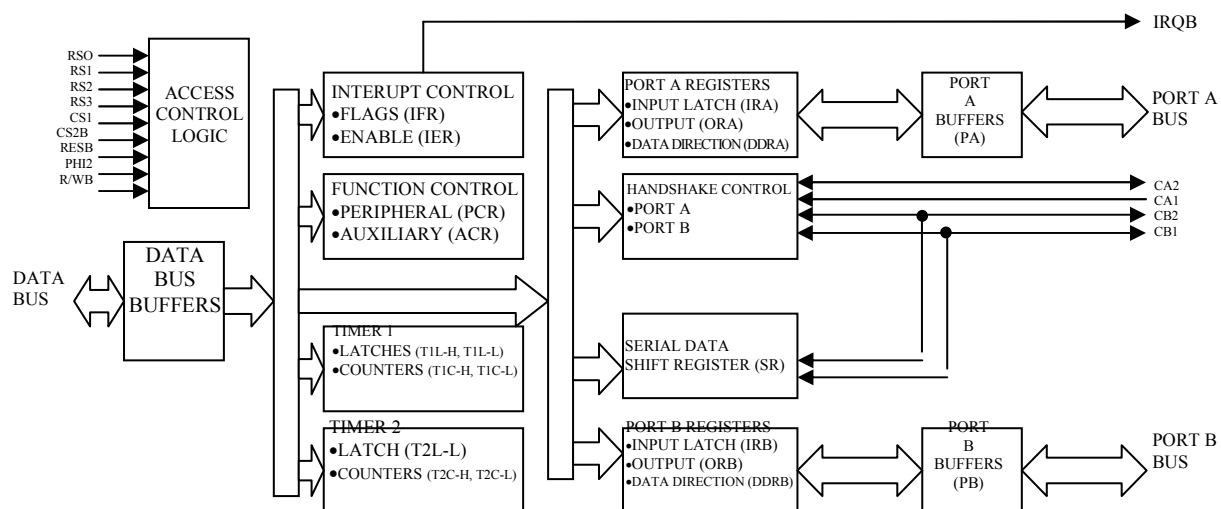 IRQB
RSO
RS1
RS2
RS3
CS1
CS2B
RESB
PHI2
R/WB
ACCESS
CONTROL
LOGIC
INTERUPT CONTROL
•FLAGS (IFR)
•ENABLE (IER)
PORT A REGISTERS
•INPUT LATCH (IRA)
•OUTPUT (ORA)
•DATA DIRECTION (DDRA)
PORT
A
BUFFERS
(PA)
PORT A
BUS
FUNCTION CONTROL
•PERIPHERAL (PCR)
•AUXILIARY (ACR)
HANDSHAKE CONTROL
•PORT A
•PORT B
CA2
CA1
CB2
CB1
DATA
BUS
DATA
BUS
BUFFERS
TIMER 1
•LATCHES (T1L-H, T1L-L)
•COUNTERS (T1C-H, T1C-L)
SERIAL DATA
SHIFT REGISTER (SR)
TIMER 2
•LATCH (T2L-L)
•COUNTERS (T2C-H, T2C-L)
PORT B REGISTERS
•INPUT LATCH (IRB)
•OUTPUT (ORB)
•DATA DIRECTION (DDRB)
PORT
B
BUFFERS
(PB)
PORT B
BUS